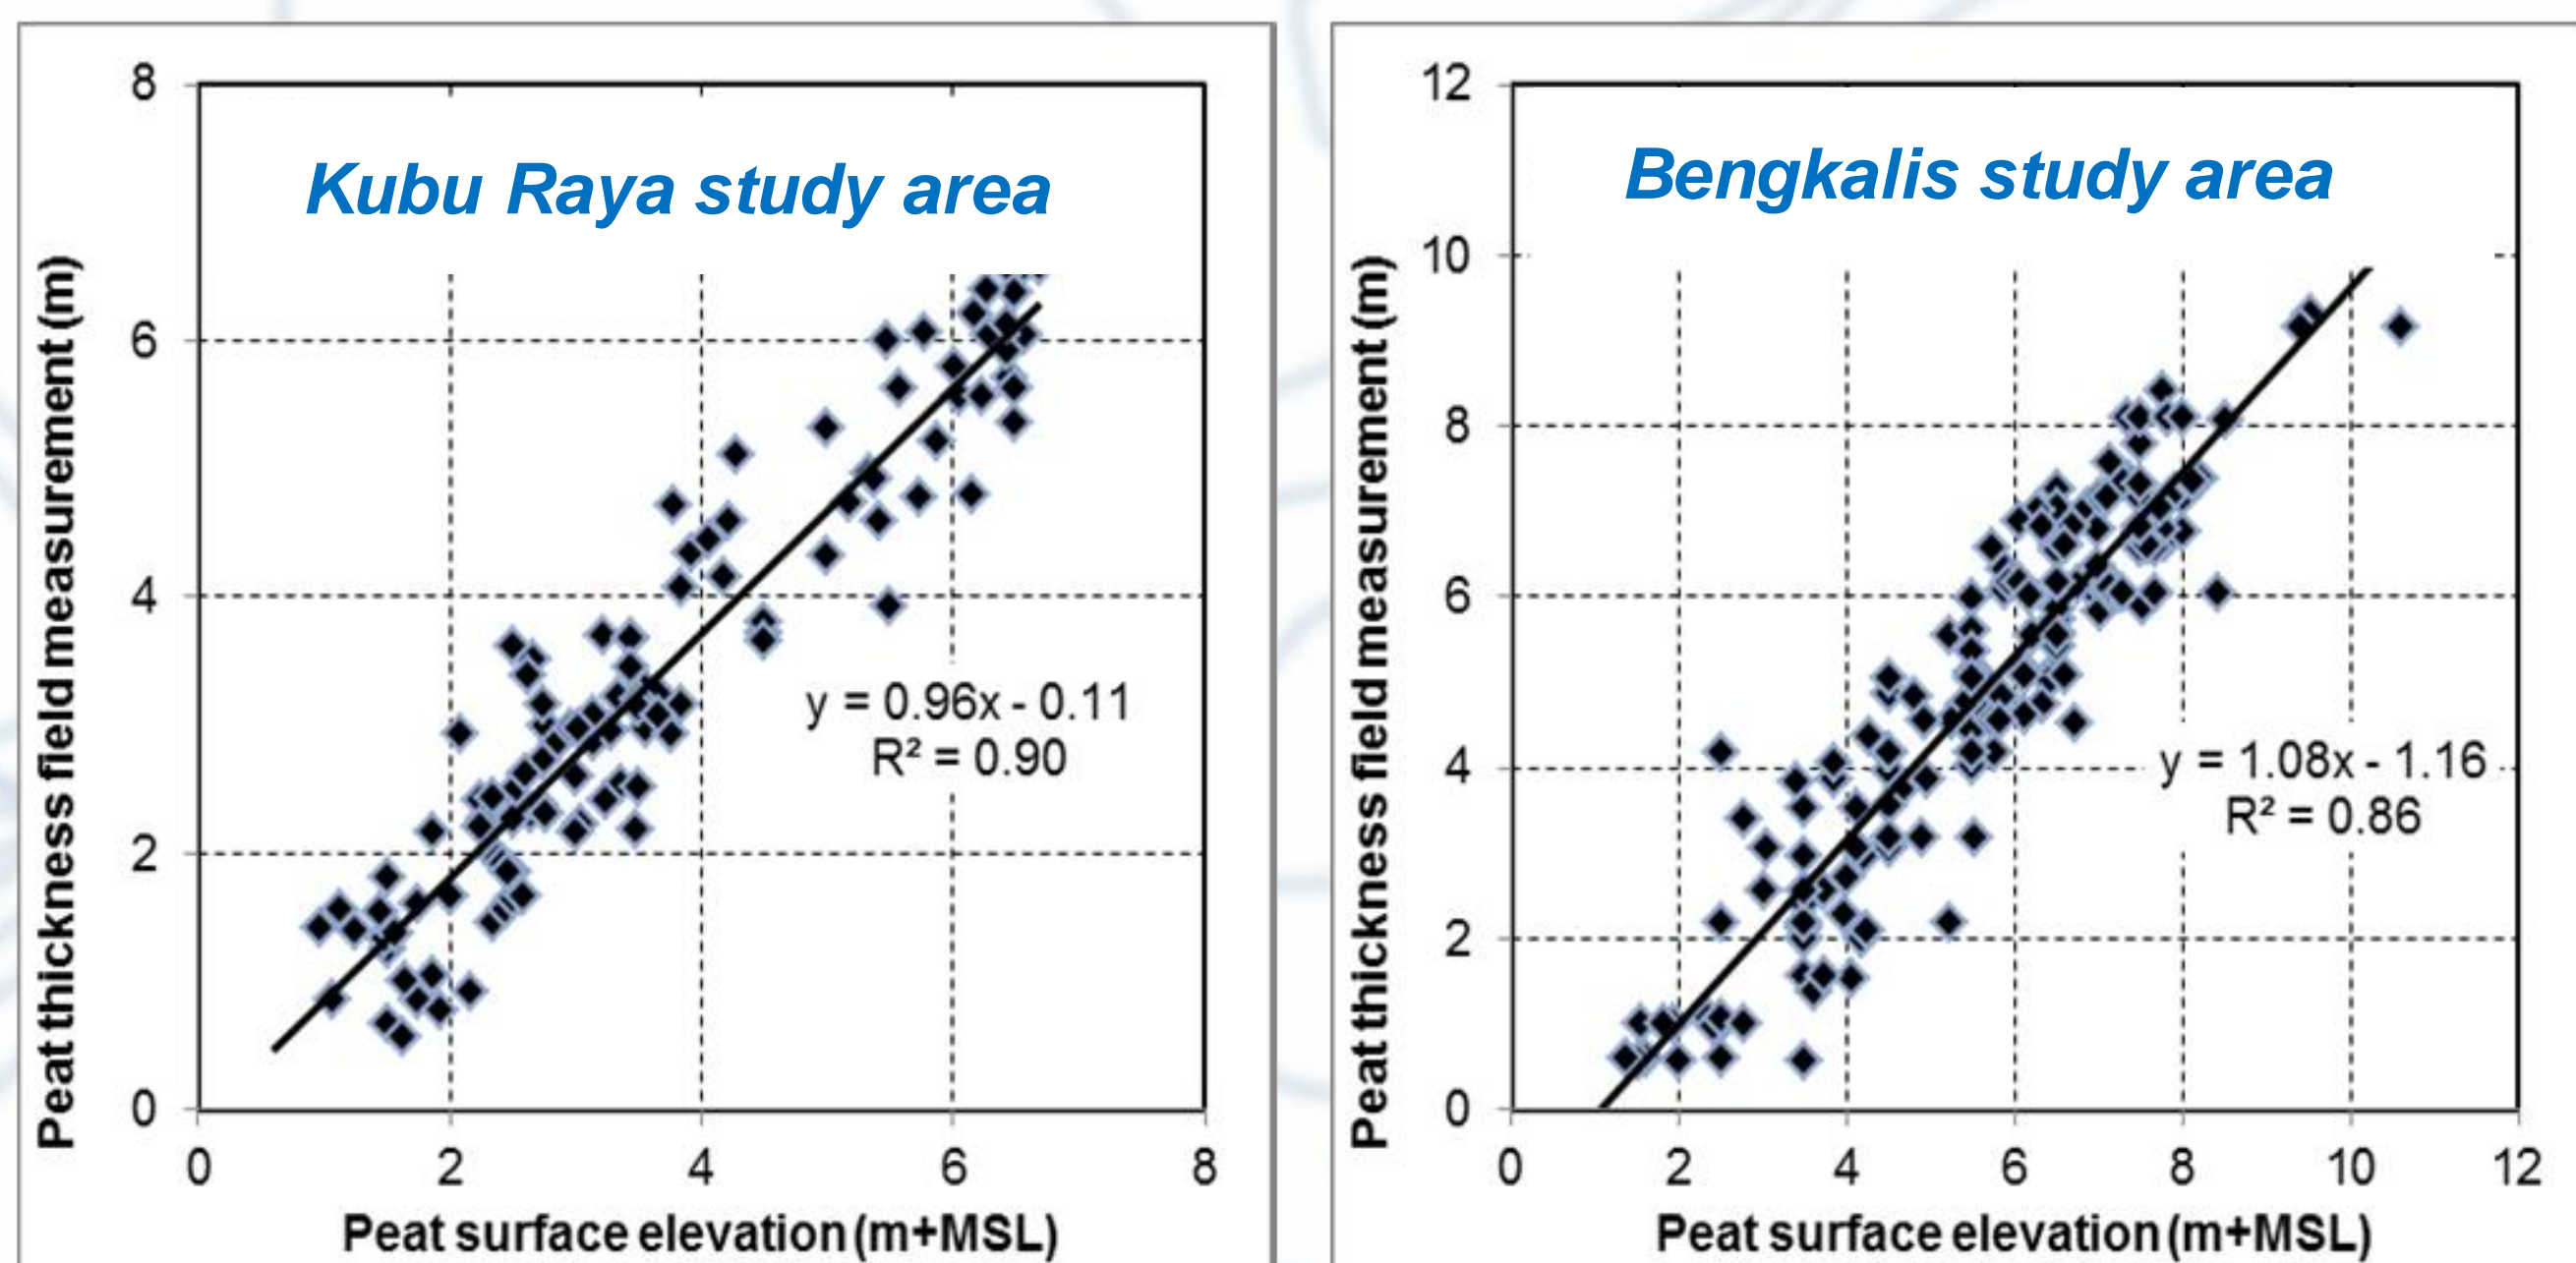 Kubu Raya study area
Peat thickness field measurement (m)
8
6
4
2
0
y = 0.96x - 0.11
R² = 0.90
0 2 4 6 8
Peat surface elevation (m+MSL)
Bengkalis study area
Peat thickness field measurement (m)
12
10
8
6
4
2
0
y = 1.08x - 1.16
R² = 0.86
0 2 4 6 8 10 12
Peat surface elevation (m+MSL)